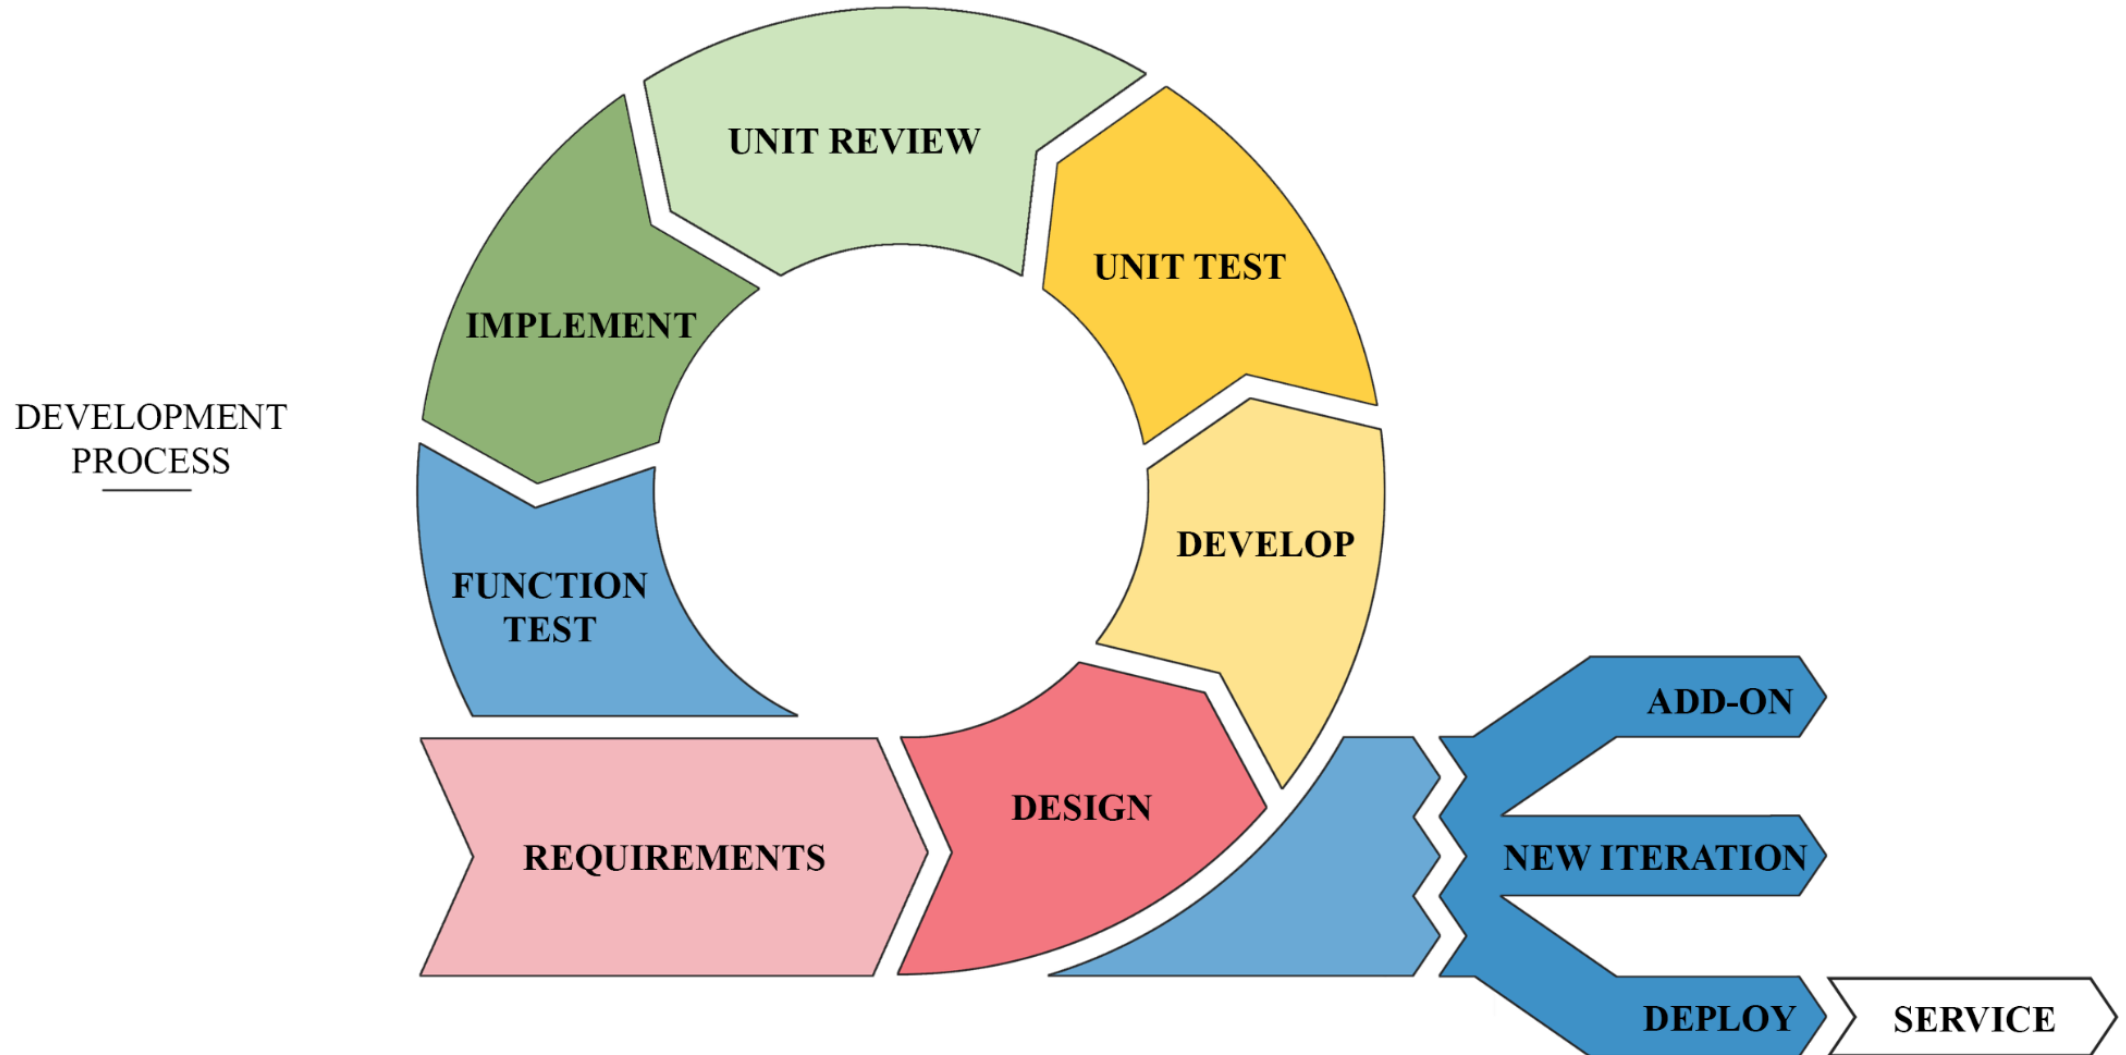 DEVELOPMENT
PROCESS
UNIT REVIEW
UNIT TEST
IMPLEMENT
DEVELOP
FUNCTION
TEST
REQUIREMENTS
DESIGN
ADD-ON
NEW ITERATION
DEPLOY
SERVICE